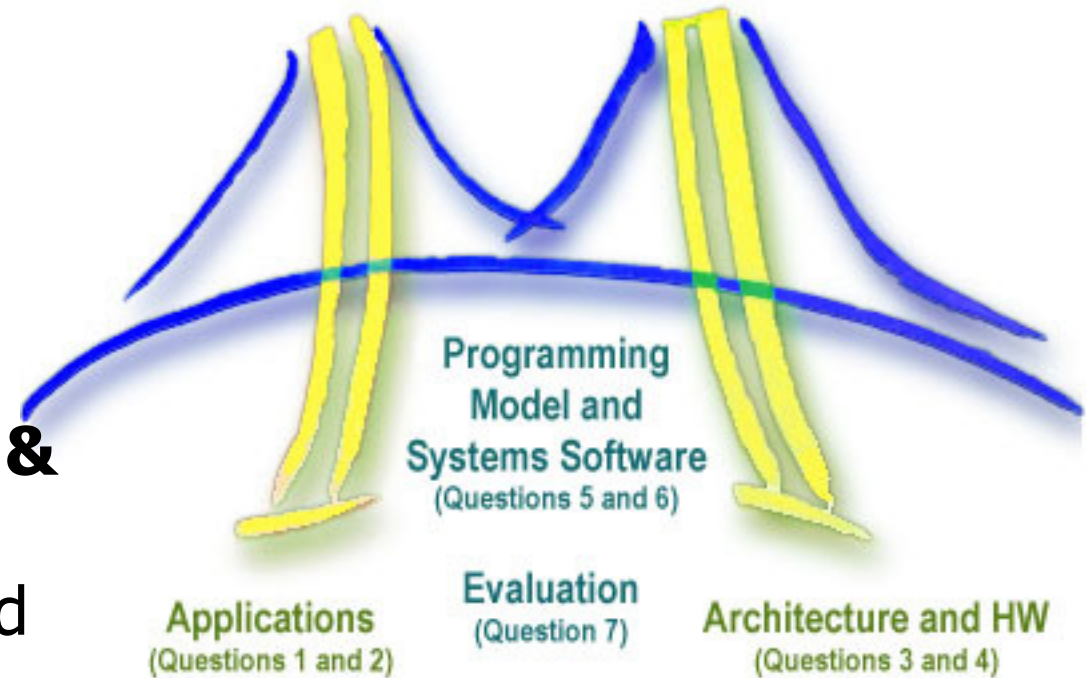 Programming
Model and
Systems Software
(Questions 5 and 6)
&
d
Evaluation
(Question 7)
Applications
(Questions 1 and 2)
Architecture and HW
(Questions 3 and 4)